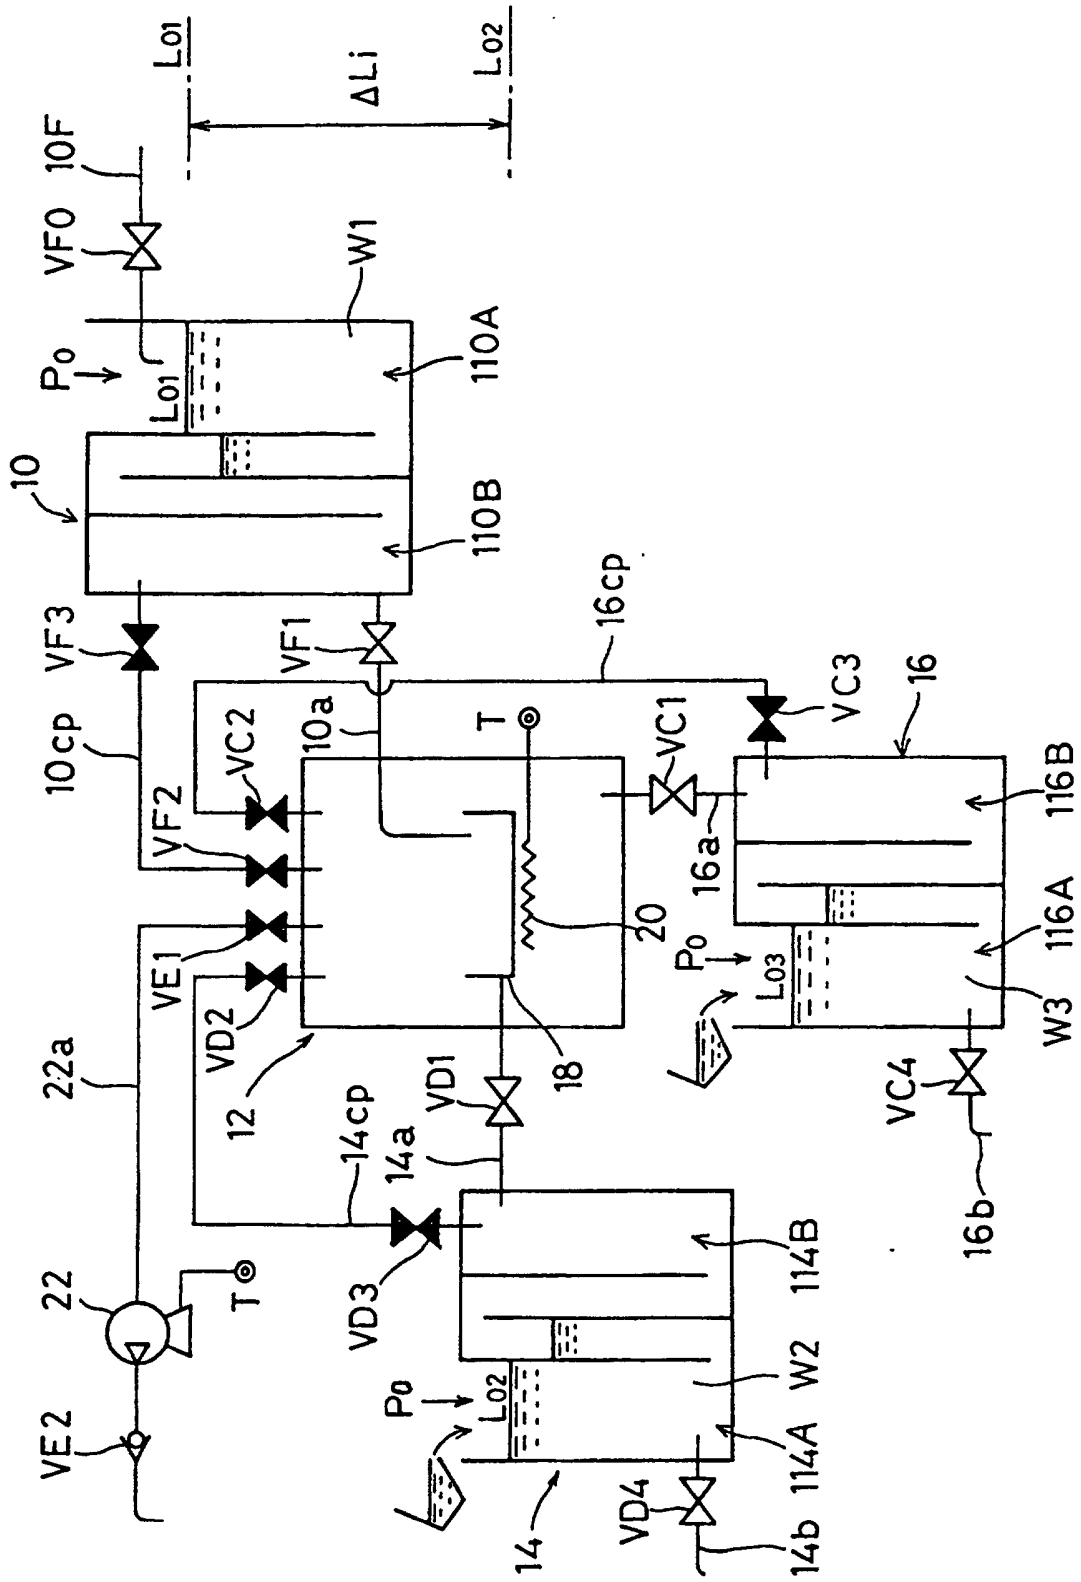 L01
ΔLi
L02
10F
VF0
P0
L01
W1
110A
10
110B
VF3
VF1
10cp
VC2
10a
VF2
T
16cp
VC1
VC3
16
VE1
VD2
22a
12
20
16a
116B
P0
L03
116A
W3
18
VD1
14cp
14a
VC4
16b
22
T
VD3
114B
P0
L02
W2
VE2
114A
14
VD4
14b